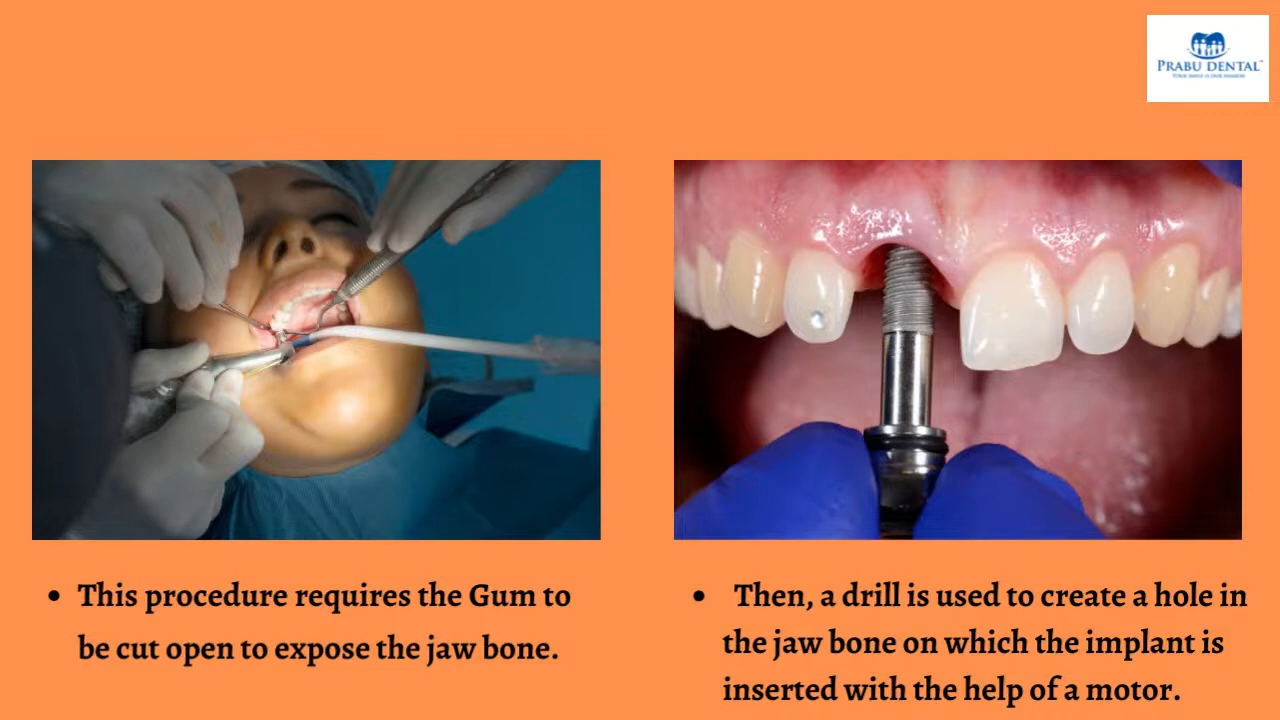 PRABU DENTAL
This procedure requires the Gum to
be cut open to expose the jaw bone.
Then, a drill is used to create a hole in
the jaw bone on which the implant is
inserted with the help of a motor.